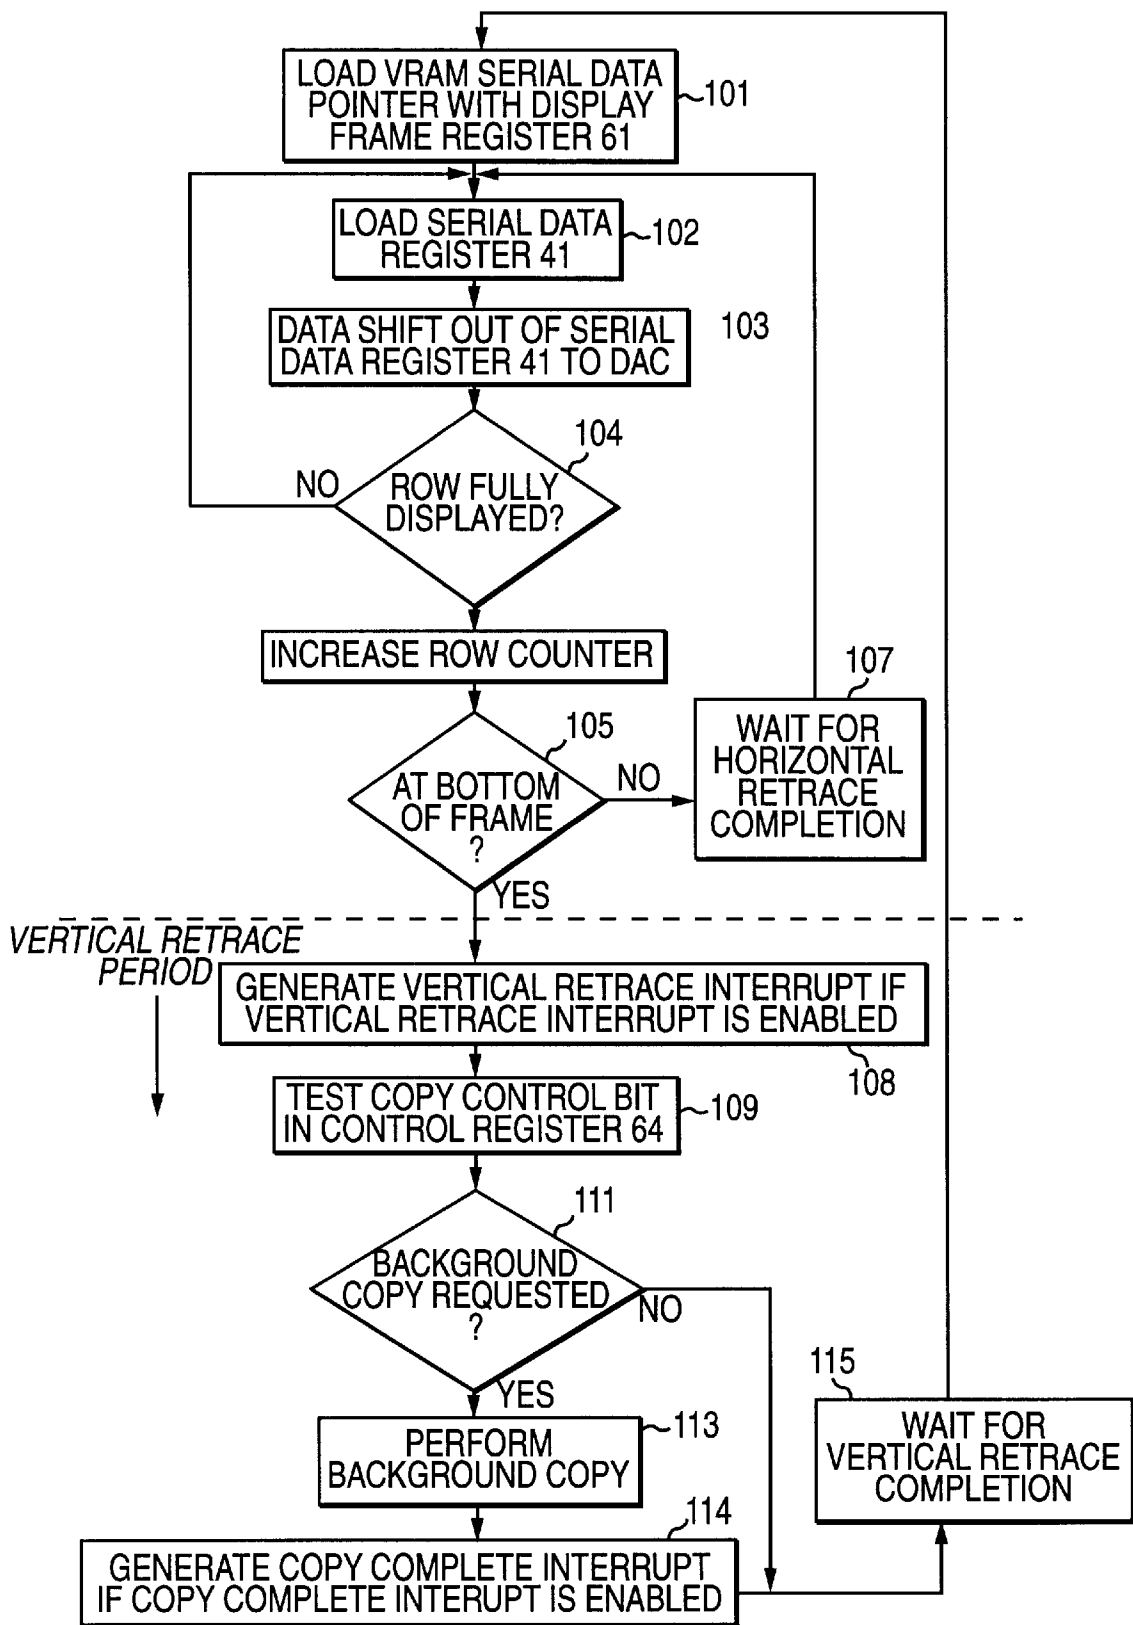 LOAD VRAM SERIAL DATA
POINTER WITH DISPLAY
FRAME REGISTER 61
101
LOAD SERIAL DATA
REGISTER 41
102
DATA SHIFT OUT OF SERIAL
DATA REGISTER 41 TO DAC
103
104
NO
ROW FULLY
DISPLAYED?
INCREASE ROW COUNTER
107
WAIT FOR
HORIZONTAL
RETRACE
COMPLETION
105
AT BOTTOM
OF FRAME
?
NO
YES
VERTICAL RETRACE
PERIOD
GENERATE VERTICAL RETRACE INTERRUPT IF
VERTICAL RETRACE INTERRUPT IS ENABLED
108
TEST COPY CONTROL BIT
IN CONTROL REGISTER 64
109
111
BACKGROUND
COPY REQUESTED
?
NO
YES
PERFORM
BACKGROUND COPY
113
115
WAIT FOR
VERTICAL RETRACE
COMPLETION
114
GENERATE COPY COMPLETE INTERRUPT
IF COPY COMPLETE INTERUPT IS ENABLED